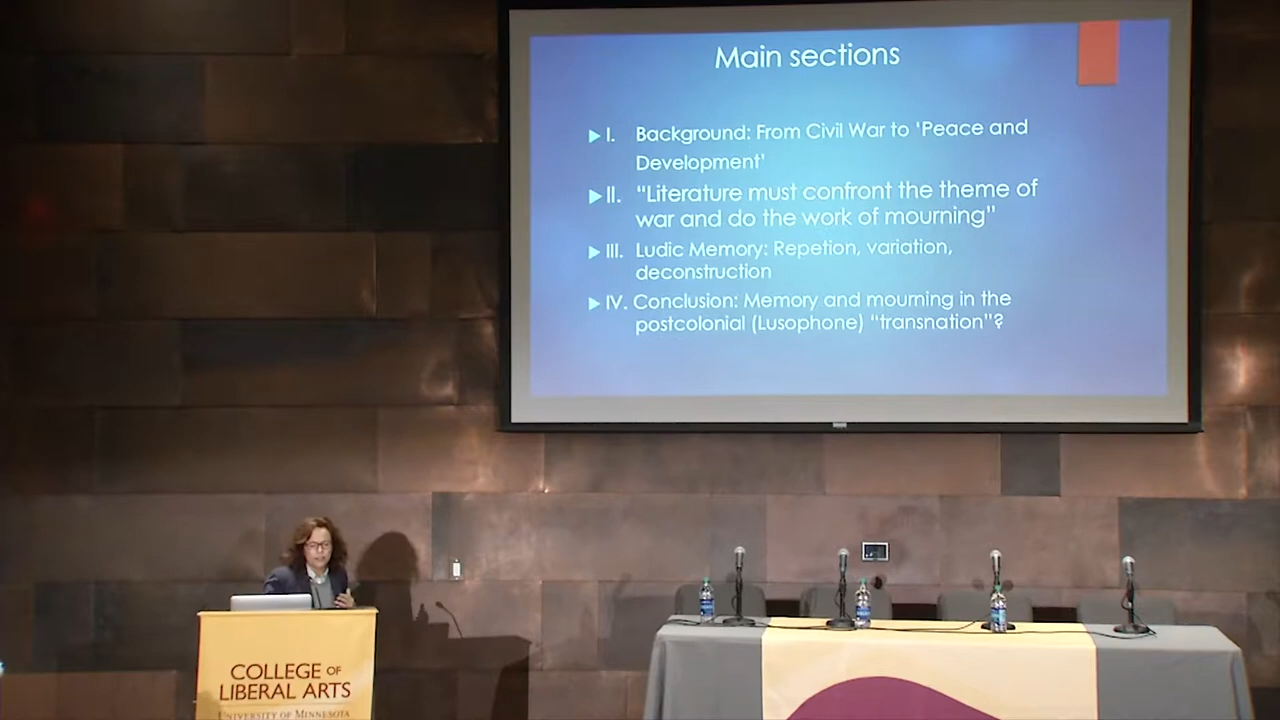 Main sections
I. Background: From Civil War to ‘Peace and
Development’
II. “Literature must confront the theme of
war and do the work of mourning”
III. Ludic Memory: Repetion, variation,
deconstruction
IV. Conclusion: Memory and mourning in the
postcolonial (Lusophone) “transnation”?
COLLEGE OF
LIBERAL ARTS
UNIVERSITY OF MINNESOTA